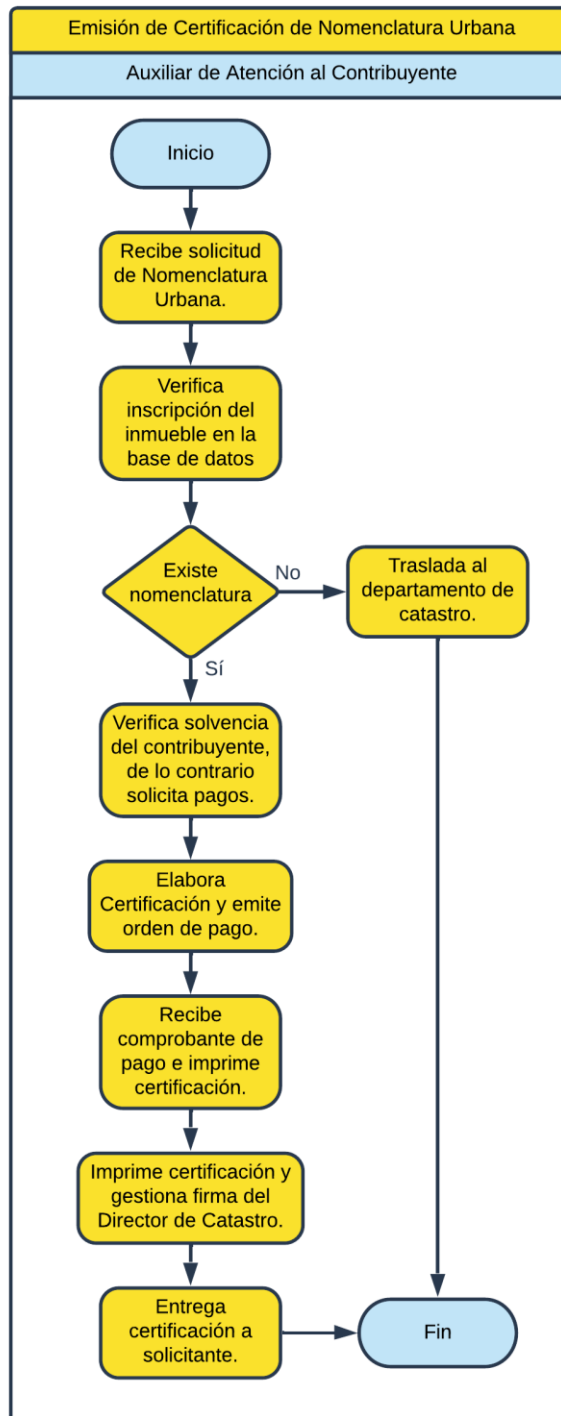 Emisión de Certificación de Nomenclatura Urbana
Auxiliar de Atención al Contribuyente
Inicio
Recibe solicitud
de Nomenclatura
Urbana.
Verifica
inscripción del
inmueble en la
base de datos
Existe
nomenclatura
No
Traslada al
departamento de
catastro.
Sí
Verifica solvencia
del contribuyente,
de lo contrario
solicita pagos.
Elabora
Certificación y emite
orden de pago.
Recibe
comprobante de
pago e imprime
certificación.
Imprime certificación y
gestiona firma del
Director de Catastro.
Entrega
certificación a
solicitante.
Fin